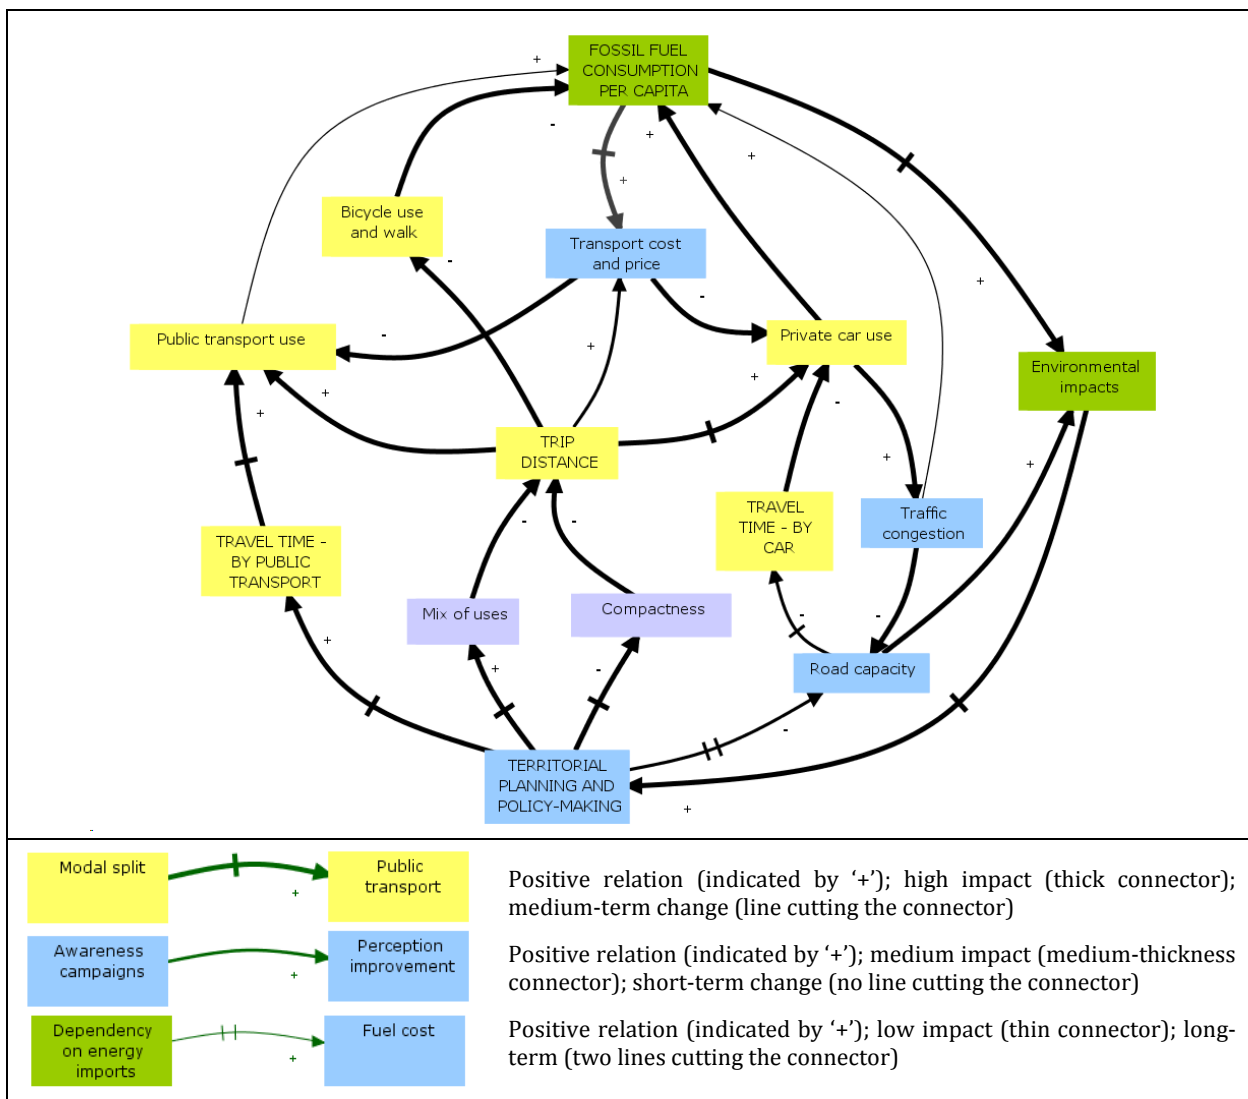 FOSSIL FUEL
CONSUMPTION
PER CAPITA
+
-
+
+
+
Bicycle use
and walk
Transport cost
and price
-
-
+
Public transport use
-
Private car use
+
Environmental
impacts
+
+
-
+
TRIP
DISTANCE
+
+
+
TRAVEL TIME -
BY PUBLIC
TRANSPORT
-
-
TRAVEL
TIME - BY
CAR
Traffic
congestion
Mix of uses
Compactness
-
-
+
+
-
Road capacity
-
TERRITORIAL
PLANNING AND
POLICY-MAKING
+
Modal split
+
Public
transport
Positive relation (indicated by ‘+’); high impact (thick connector);
medium-term change (line cutting the connector)
Awareness
campaigns
+
Perception
improvement
Positive relation (indicated by ‘+’); medium impact (medium-thickness
connector); short-term change (no line cutting the connector)
Dependency
on energy
imports
+
Fuel cost
Positive relation (indicated by ‘+’); low impact (thin connector); long-
term (two lines cutting the connector)